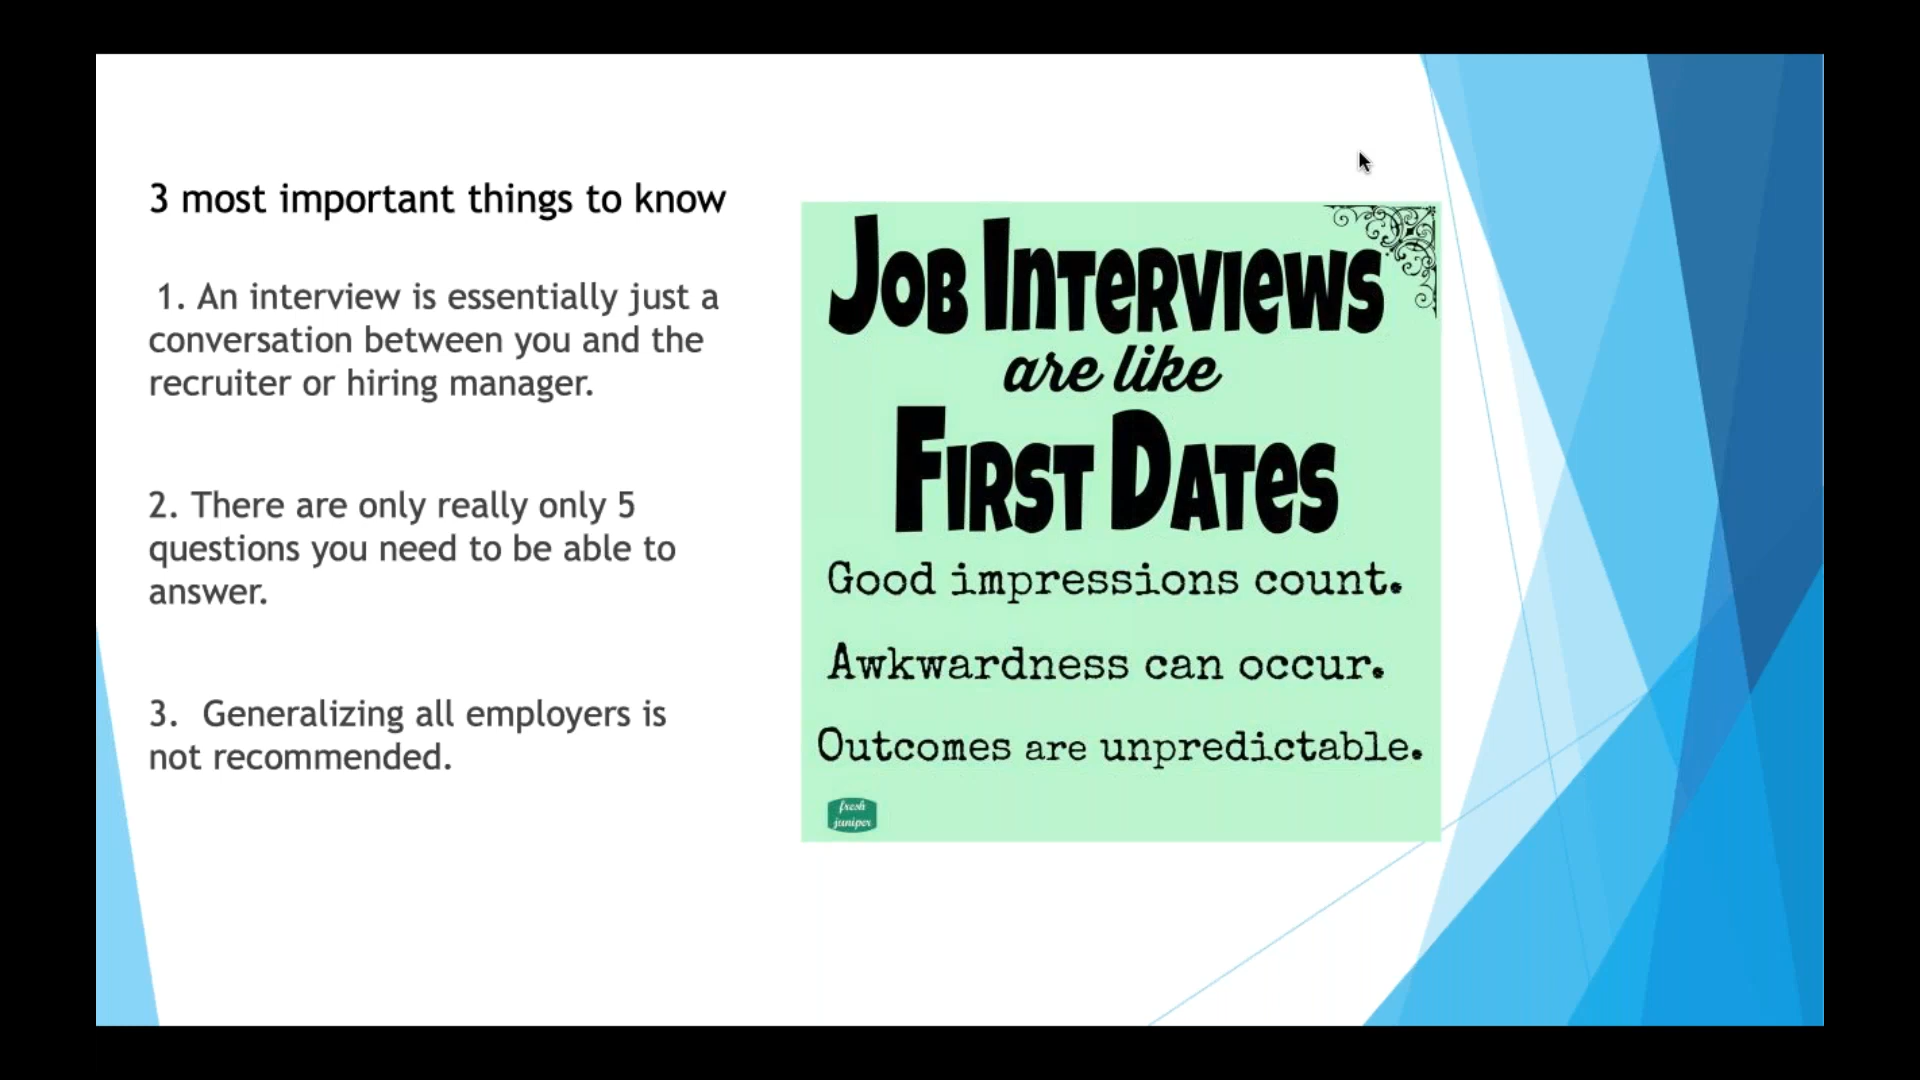 3 most important things to know
1. An interview is essentially just a
conversation between you and the
recruiter or hiring manager.
2. There are only really only 5
questions you need to be able to
answer.
3. Generalizing all employers is
not recommended.
Job Interviews
are like
First Dates
Good impressions count.
Awkwardness can occur.
Outcomes are unpredictable.
fresh
juniper